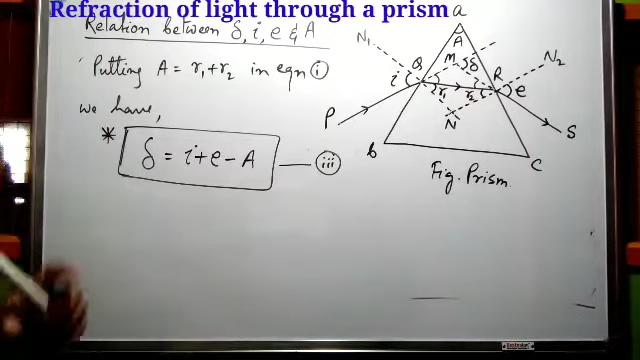 Refraction of light through a prism
Relation between δ, i, e & A
Putting A = r₁+r₂ in eqn (i)
we have,
* δ = i+e-A — (iii)
a
A
N₁
N₂
Q
M
δ
R
i
r₁
r₂
e
P
N
S
b
C
Fig. Prism.